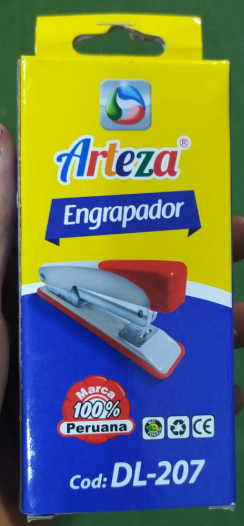 Arteza®
Engrapador
Marca
100%
Peruana
CE
Cod: DL-207